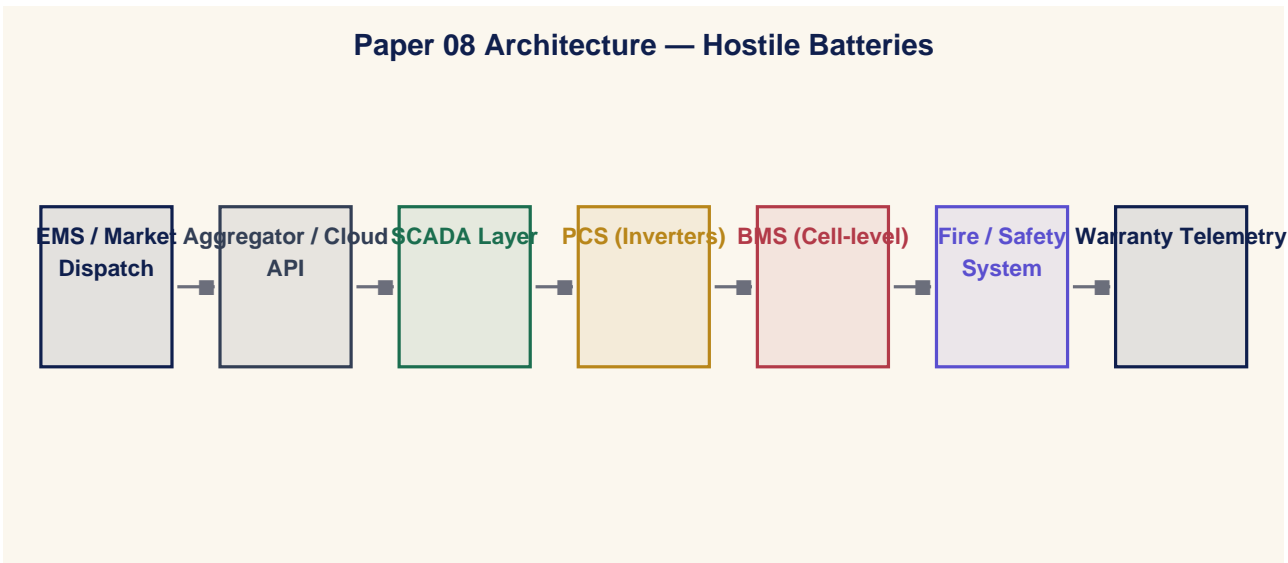 Paper 08 Architecture — Hostile Batteries
EMS / Market
Dispatch
Aggregator / Cloud
API
SCADA Layer
PCS (Inverters)
BMS (Cell-level)
Fire / Safety
System
Warranty Telemetry